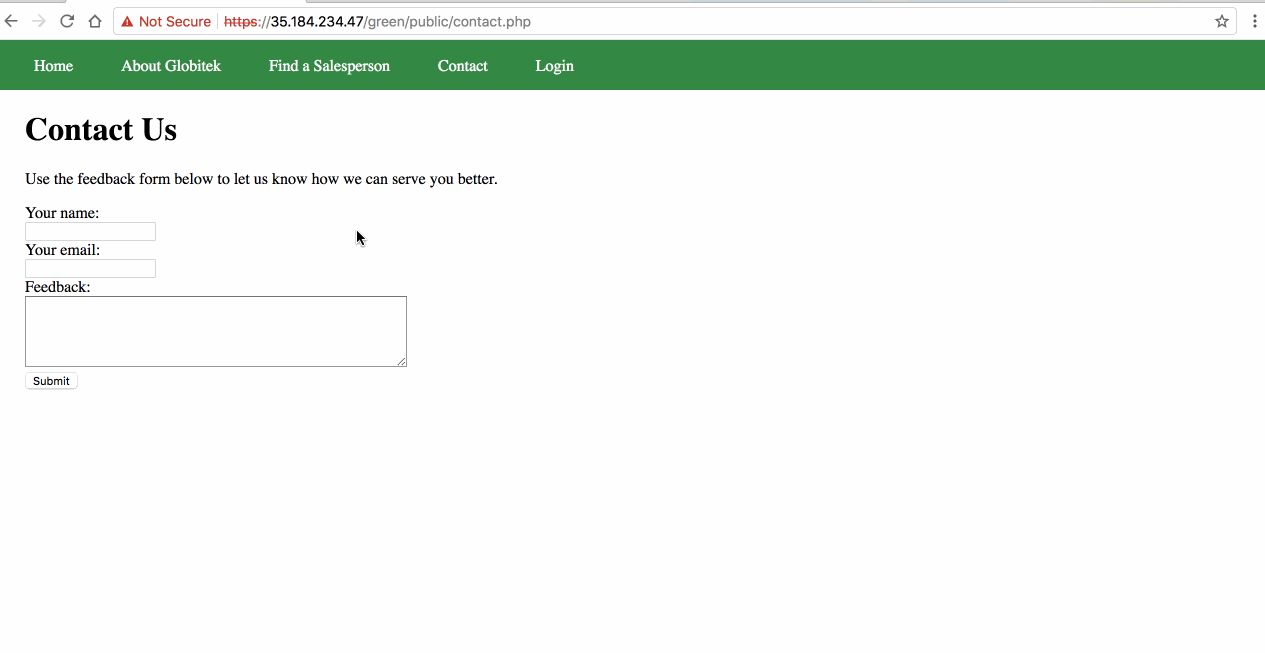 Not Secure https://35.184.234.47/green/public/contact.php
Home About Globitek Find a Salesperson Contact Login
Contact Us
Use the feedback form below to let us know how we can serve you better.
Your name:
Your email:
Feedback:
Submit